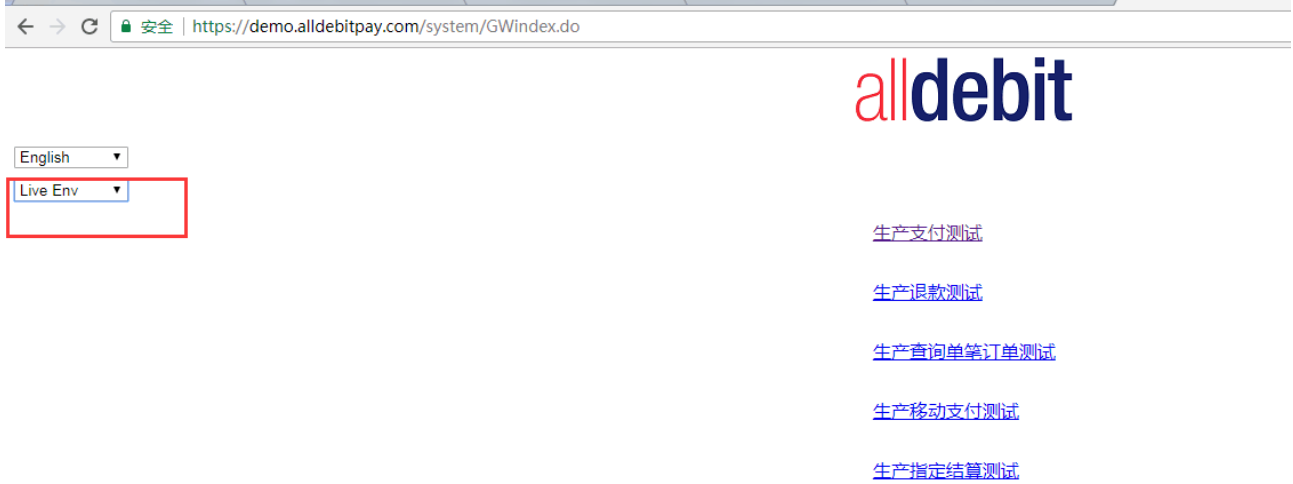 安全 | https://demo.alldebitpay.com/system/GWindex.do
alldebit
English
Live Env
生产支付测试
生产退款测试
生产查询单笔订单测试
生产移动支付测试
生产指定结算测试